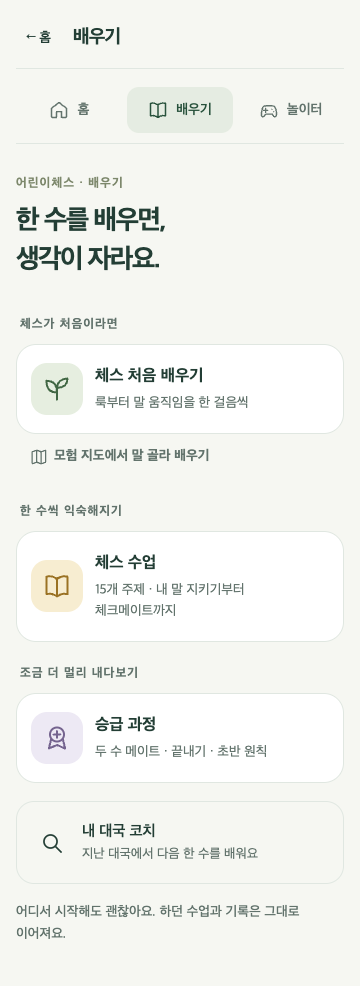 ← 홈 배우기
홈 배우기 놀이터
어린이체스 · 배우기
한 수를 배우면,
생각이 자라요.
체스가 처음이라면
체스 처음 배우기
룩부터 말 움직임을 한 걸음씩
모험 지도에서 말 골라 배우기
한 수씩 익숙해지기
체스 수업
15개 주제 · 내 말 지키기부터
체크메이트까지
조금 더 멀리 내다보기
승급 과정
두 수 메이트 · 끝내기 · 초반 원칙
내 대국 코치
지난 대국에서 다음 한 수를 배워요
어디서 시작해도 괜찮아요. 하던 수업과 기록은 그대로
이어져요.